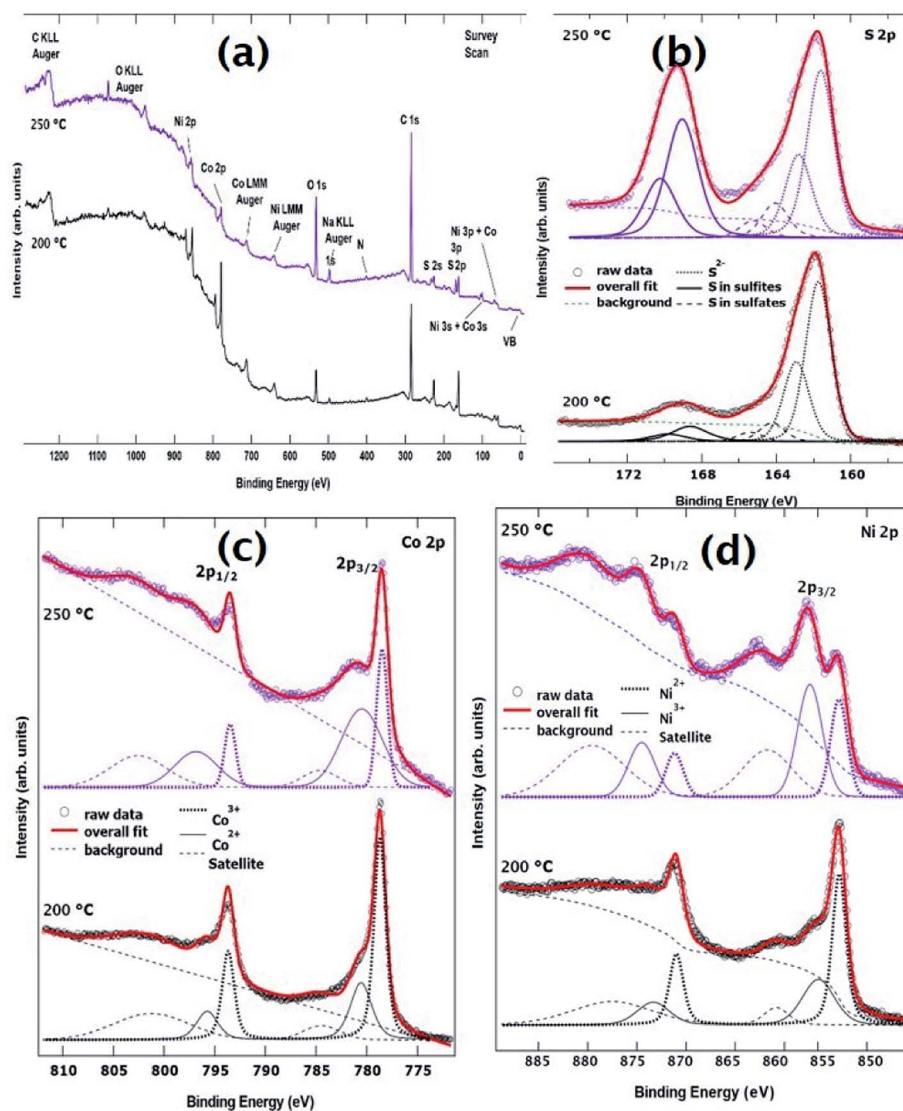 (a)
C KLL
Auger
O KLL
Auger
Survey
Scan
250 °C
Ni 2p
Co 2p
Co LMM
Auger
Ni LMM
Auger
O 1s
Na KLL
Auger
1s
N
C 1s
S 2s
S 2p
Ni 3p + Co
3p
Ni 3s + Co 3s
VB
200 °C
Intensity (arb. units)
1200 1100 1000 900 800 700 600 500 400 300 200 100 0
Binding Energy (eV)
(b)
250 °C
S 2p
raw data
overall fit
background
S2-
S in sulfites
S in sulfates
200 °C
Intensity (arb. units)
172 168 164 160
Binding Energy (eV)
(c)
Co 2p
250 °C
2p1/2
2p3/2
raw data
overall fit
background
3+
Co
2+
Co
Satellite
200 °C
Intensity (arb. units)
810 805 800 795 790 785 780 775
Binding Energy (eV)
(d)
250 °C
Ni 2p
2p1/2
2p3/2
raw data
overall fit
background
Ni2+
Ni3+
Satellite
200 °C
Intensity (arb. units)
885 880 875 870 865 860 855 850
Binding Energy (eV)